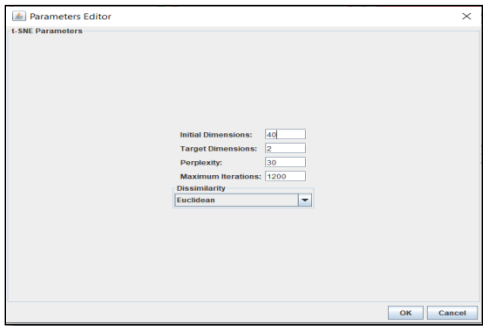 Parameters Editor
t-SNE Parameters
Initial Dimensions: 40
Target Dimensions: 2
Perplexity: 30
Maximum Iterations: 1200
Dissimilarity
Euclidean
OK Cancel